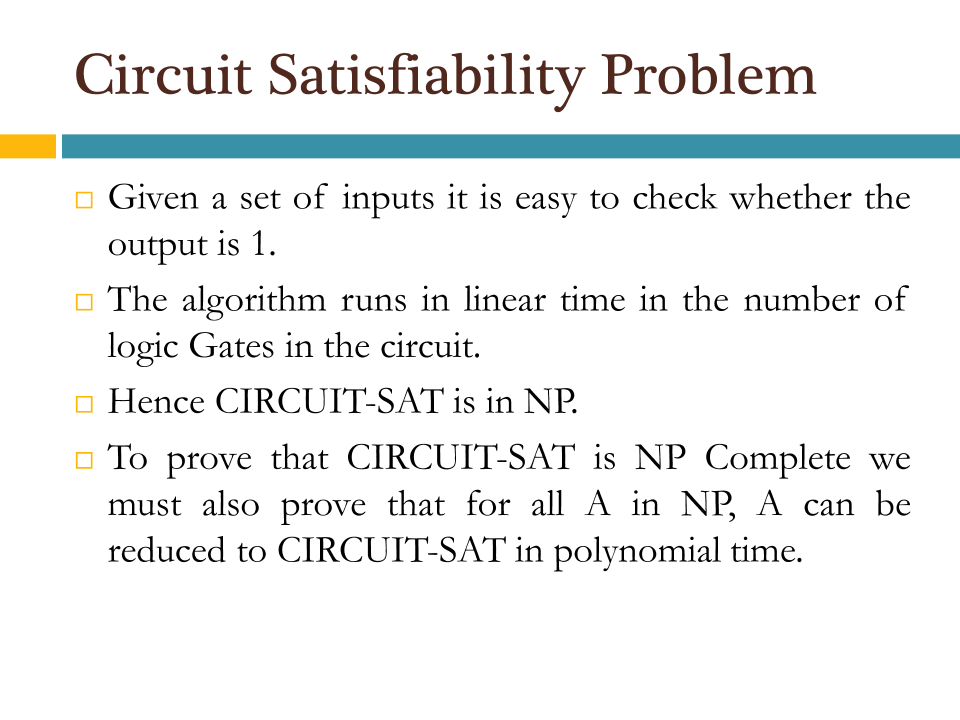 Circuit Satisfiability Problem
Given a set of inputs it is easy to check whether the
output is 1.
The algorithm runs in linear time in the number of
logic Gates in the circuit.
Hence CIRCUIT-SAT is in NP.
To prove that CIRCUIT-SAT is NP Complete we
must also prove that for all A in NP, A can be
reduced to CIRCUIT-SAT in polynomial time.